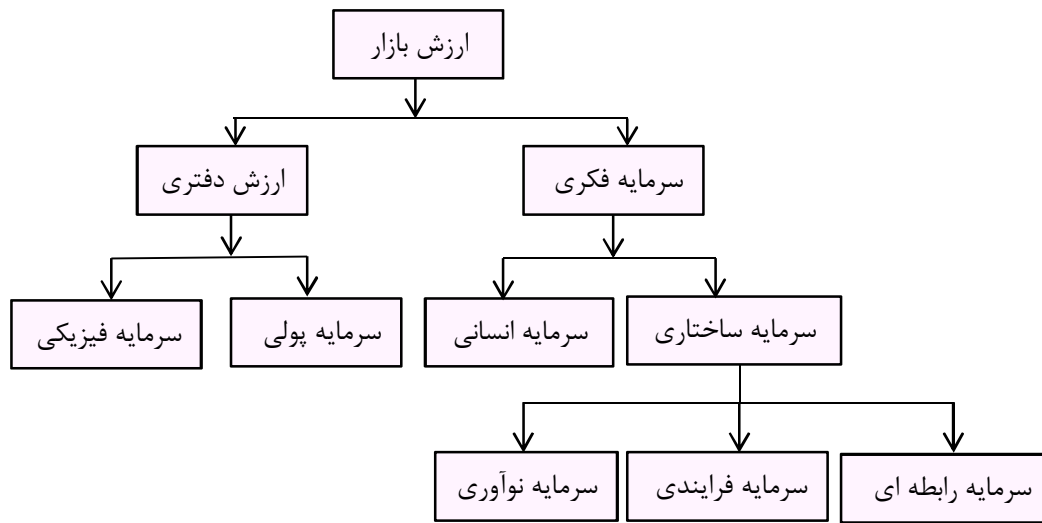 ارزش بازار
سرمایه فکری
ارزش دفتری
سرمایه ساختاری
سرمایه انسانی
سرمایه پولی
سرمایه فیزیکی
سرمایه رابطه ای
سرمایه فرایندی
سرمایه نوآوری